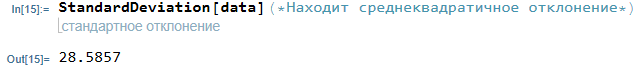 In[15]:= StandardDeviation[data] (*Находит среднеквадратичное отклонение*)
стандартное отклонение
Out[15]= 28.5857